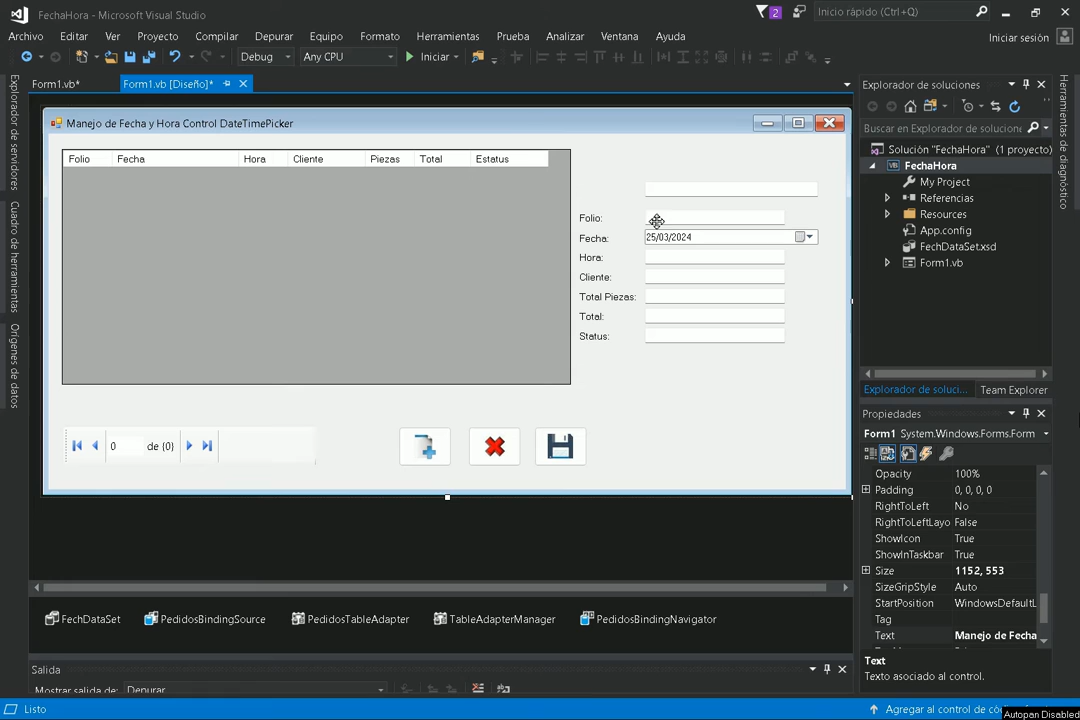 FechaHora - Microsoft Visual Studio
2
Inicio rápido (Ctrl+Q)
Archivo Editar Ver Proyecto Compilar Depurar Equipo Formato Herramientas Prueba Analizar Ventana Ayuda
Iniciar sesión
Debug Any CPU Iniciar
Explorador de servidores
Cuadro de herramientas
Orígenes de datos
Form1.vb* Form1.vb [Diseño]*
Manejo de Fecha y Hora Control DateTimePicker
Folio Fecha Hora Cliente Piezas Total Estatus
Folio:
Fecha: 25/03/2024
Hora:
Cliente:
Total Piezas:
Total:
Status:
0 de {0}
FechDataSet PedidosBindingSource PedidosTableAdapter TableAdapterManager PedidosBindingNavigator
Salida
Mostrar salida de: Depurar
Explorador de soluciones
Buscar en Explorador de solucione
Solución "FechaHora" (1 proyecto)
FechaHora
My Project
Referencias
Resources
App.config
FechDataSet.xsd
Form1.vb
Explorador de soluci... Team Explorer
Herramientas de diagnóstico
Propiedades
Form1 System.Windows.Forms.Form
Opacity 100%
Padding 0, 0, 0, 0
RightToLeft No
RightToLeftLayo False
ShowIcon True
ShowInTaskbar True
Size 1152, 553
SizeGripStyle Auto
StartPosition WindowsDefaultL
Tag
Text Manejo de Fecha
Text
Texto asociado al control.
Listo
Agregar al control de có
Autopan Disabled